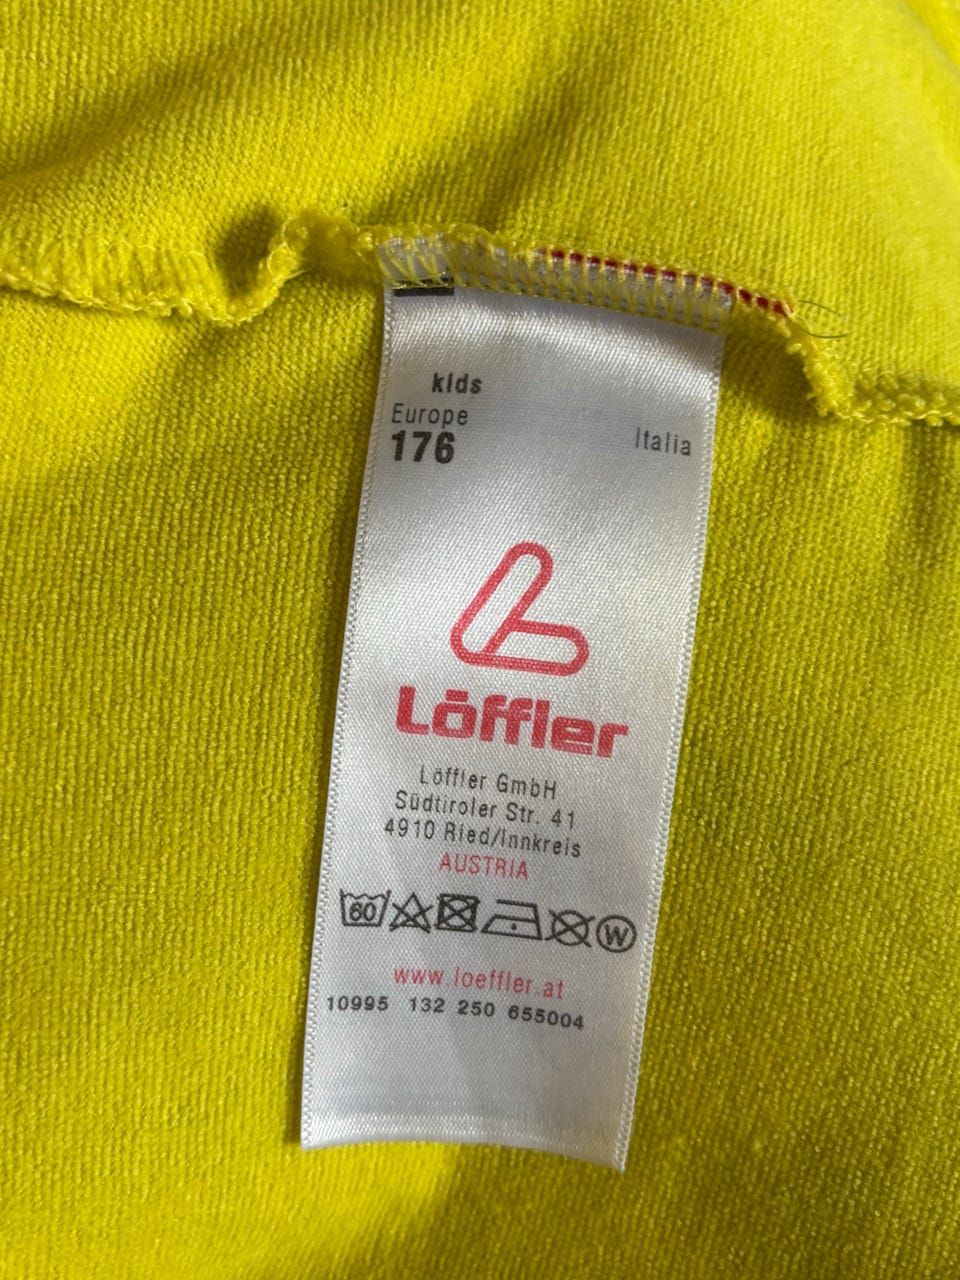 kids
Europe
176
Italia
Löffler
Löffler GmbH
Südtiroler Str. 41
4910 Ried/Innkreis
AUSTRIA
60
W
www.loeffler.at
10995 132 250 655004